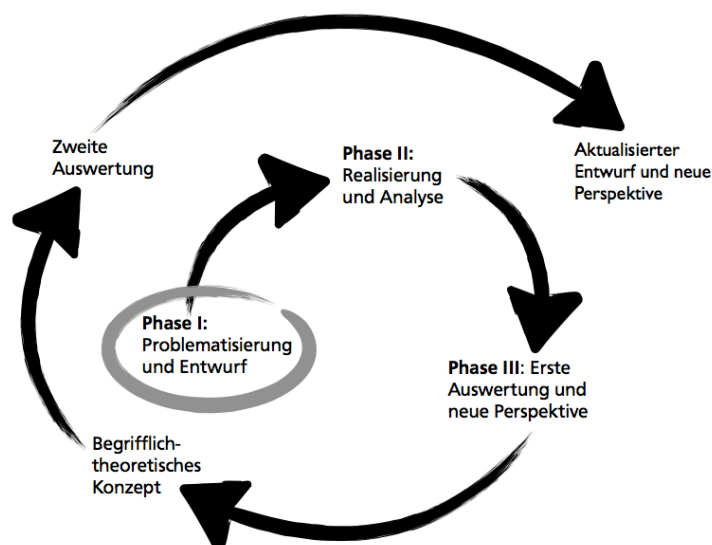 Zweite
Auswertung
Phase II:
Realisierung
und Analyse
Aktualisierter
Entwurf und neue
Perspektive
Phase I:
Problematisierung
und Entwurf
Phase III: Erste
Auswertung und
neue Perspektive
Begrifflich-
theoretisches
Konzept